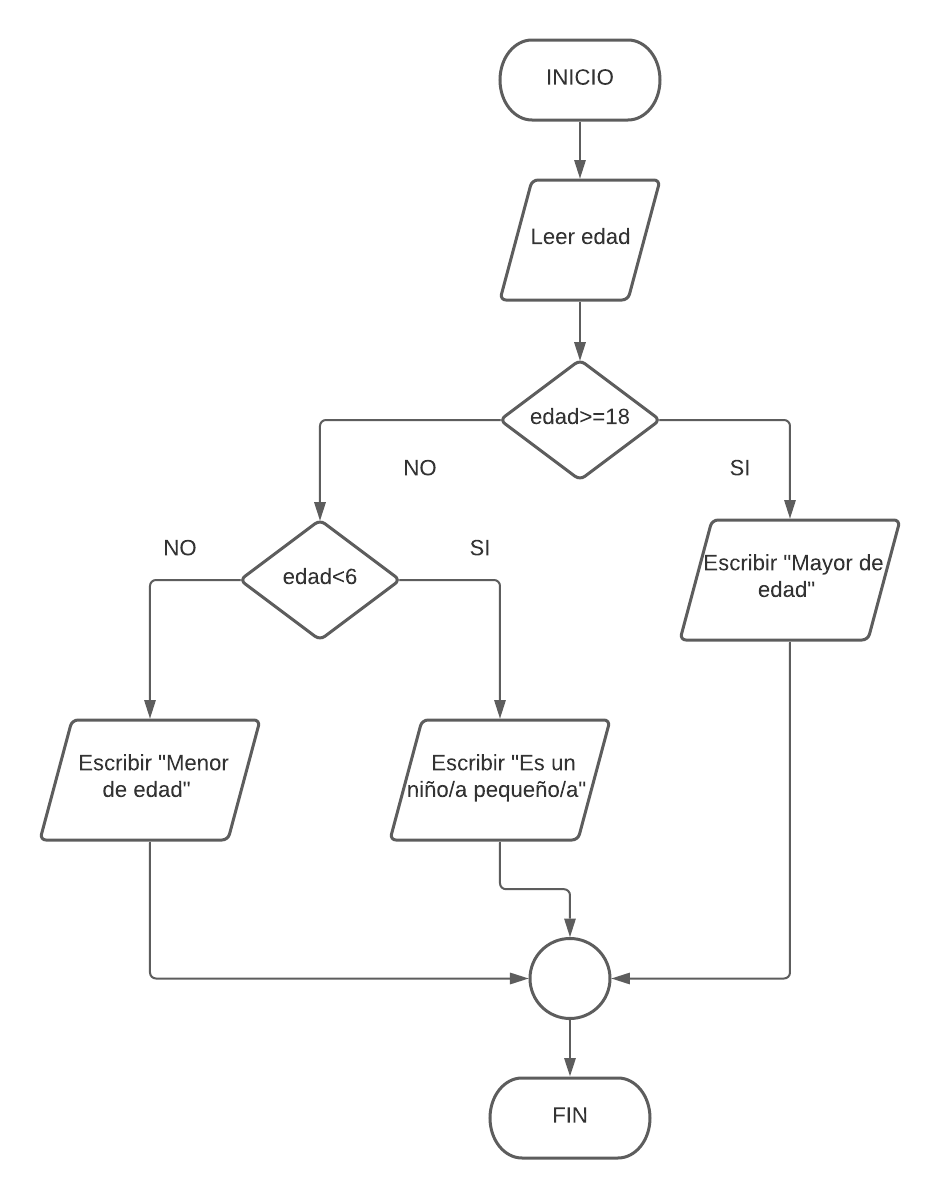 INICIO
Leer edad
edad>=18
NO
SI
NO
SI
edad<6
Escribir "Mayor de
edad"
Escribir "Menor
de edad"
Escribir "Es un
niño/a pequeño/a"
FIN